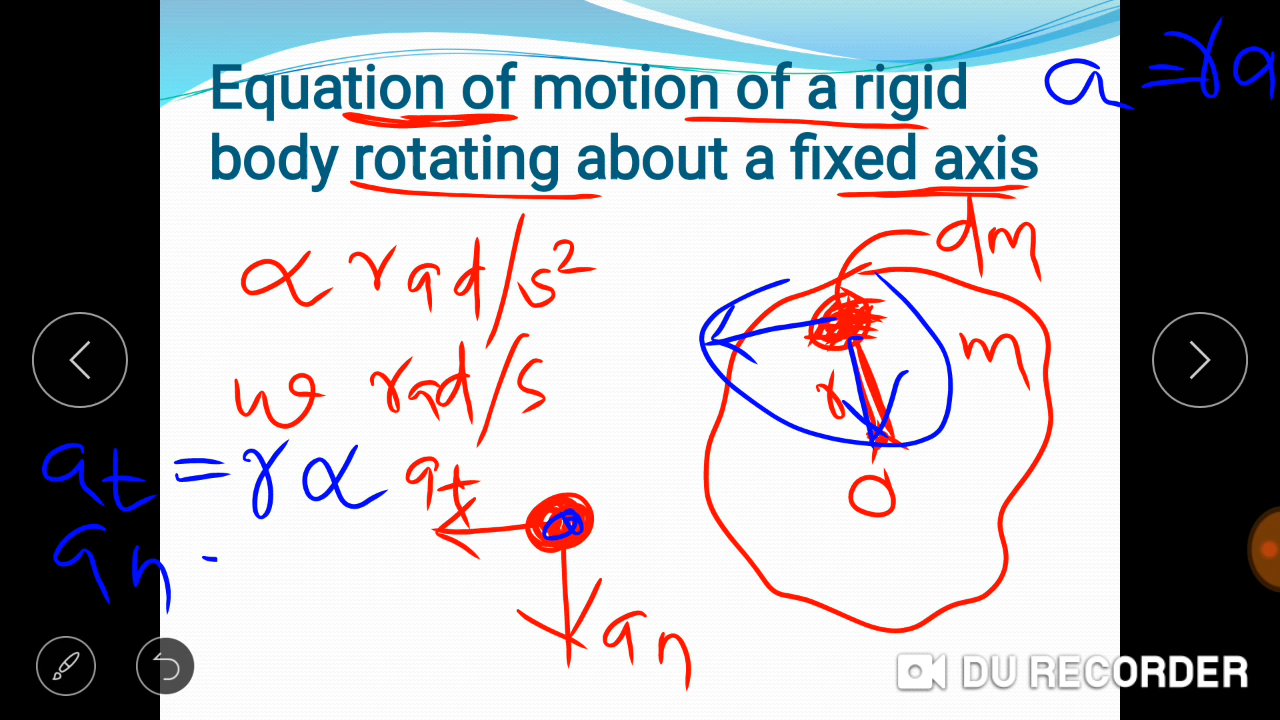 Equation of motion of a rigid
body rotating about a fixed axis
a = ra
α rad/s²
ω rad/s
at = rα
an -
at
an
dm
m
r
O
DU RECORDER